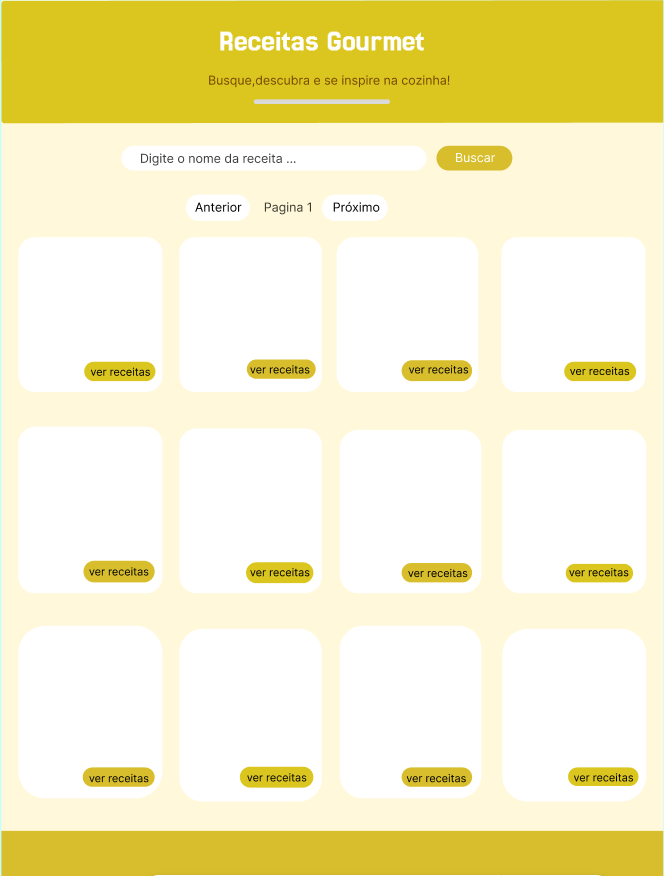 Receitas Gourmet
Busque,descubra e se inspire na cozinha!
Digite o nome da receita ...
Buscar
Anterior
Pagina 1
Próximo
ver receitas
ver receitas
ver receitas
ver receitas
ver receitas
ver receitas
ver receitas
ver receitas
ver receitas
ver receitas
ver receitas
ver receitas